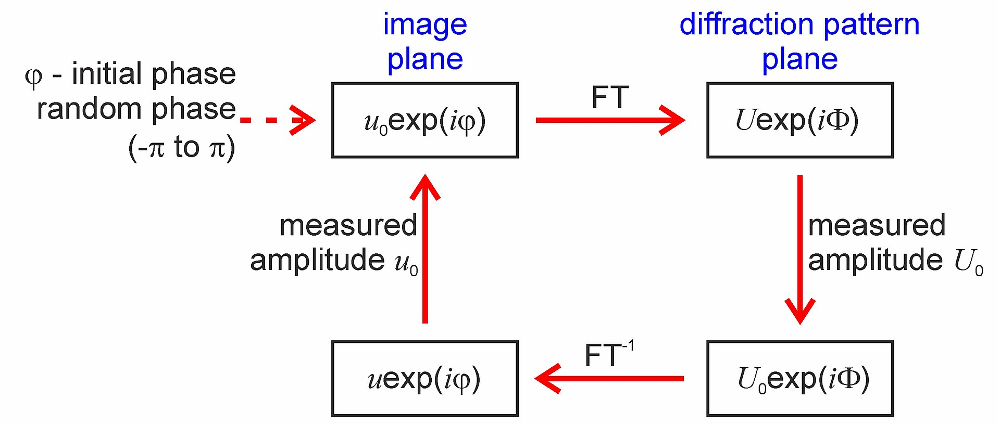 image
plane
diffraction pattern
plane
φ - initial phase
random phase
(-π to π)
u₀exp(iφ)
FT
Uexp(iΦ)
measured
amplitude u₀
measured
amplitude U₀
uexp(iφ)
FT⁻¹
U₀exp(iΦ)